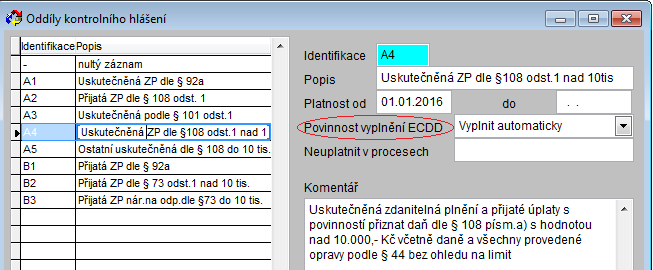 Oddíly kontrolního hlášení
Identifikace Popis
- nultý záznam
A1 Uskutečněná ZP dle § 92a
A2 Přijatá ZP dle § 108 odst. 1
A3 Uskutečněná podle § 101 odst.1
A4 Uskutečněná ZP dle §108 odst.1 nad 1
A5 Ostatní uskutečněná dle § 108 do 10 tis.
B1 Přijatá ZP dle § 92a
B2 Přijatá ZP dle § 73 odst.1 nad 10 tis.
B3 Přijatá ZP nár.na odp.dle §73 do 10 tis.
Identifikace A4
Popis Uskutečněná ZP dle §108 odst.1 nad 10tis
Platnost od 01.01.2016 do . .
Povinnost vyplnění ECDD Vyplnit automaticky
Neuplatnit v procesech
Komentář
Uskutečněná zdanitelná plnění a přijaté úplaty s
povinností přiznat daň dle § 108 písm.a) s hodnotou
nad 10.000,- Kč včetně daně a všechny provedené
opravy podle § 44 bez ohledu na limit